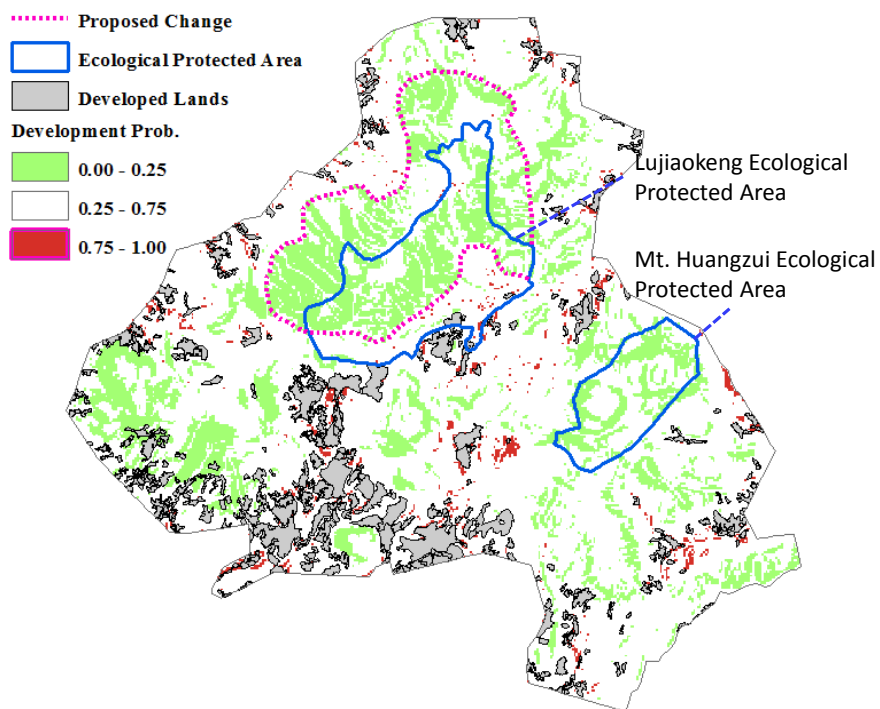 Proposed Change
Ecological Protected Area
Developed Lands
Development Prob.
0.00 - 0.25
0.25 - 0.75
0.75 - 1.00
Lujiaokeng Ecological
Protected Area
Mt. Huangzui Ecological
Protected Area